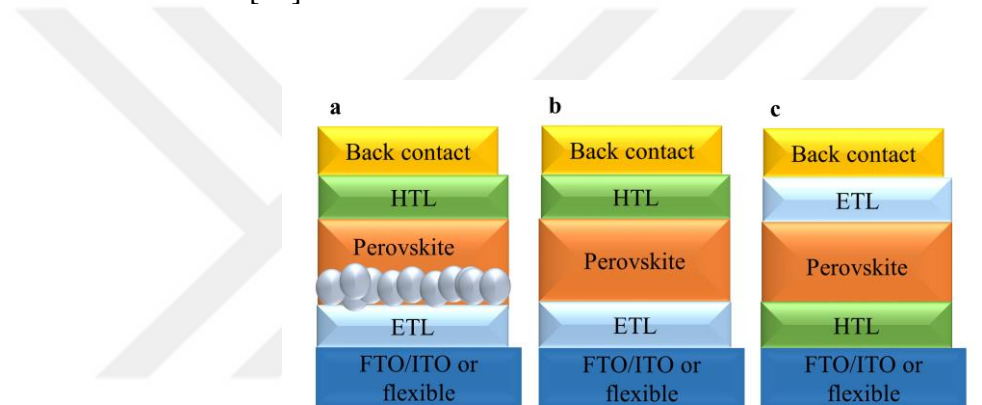 a
Back contact
HTL
Perovskite
ETL
FTO/ITO or
flexible
b
Back contact
HTL
Perovskite
ETL
FTO/ITO or
flexible
c
Back contact
ETL
Perovskite
HTL
FTO/ITO or
flexible